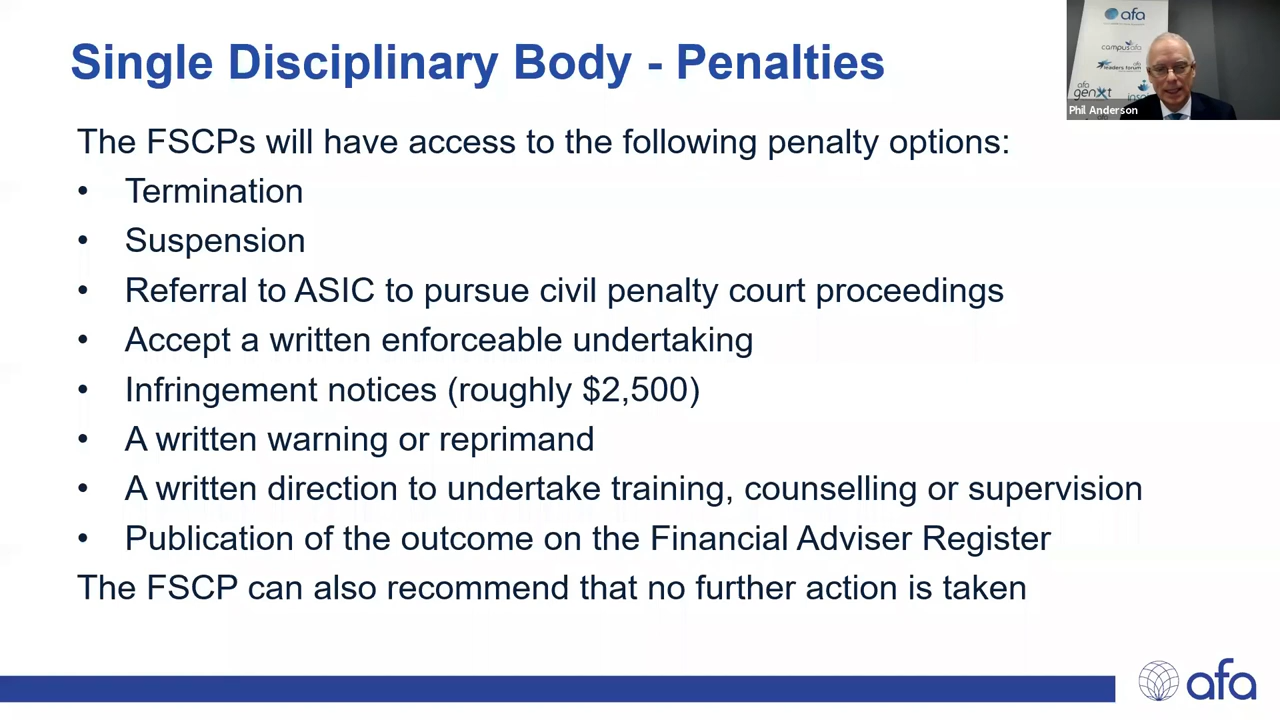 Single Disciplinary Body - Penalties
The FSCPs will have access to the following penalty options:
• Termination
• Suspension
• Referral to ASIC to pursue civil penalty court proceedings
• Accept a written enforceable undertaking
• Infringement notices (roughly $2,500)
• A written warning or reprimand
• A written direction to undertake training, counselling or supervision
• Publication of the outcome on the Financial Adviser Register
The FSCP can also recommend that no further action is taken
afa
campusafa
afa
leaders forum
afa
genxt
Phil Anderson
afa